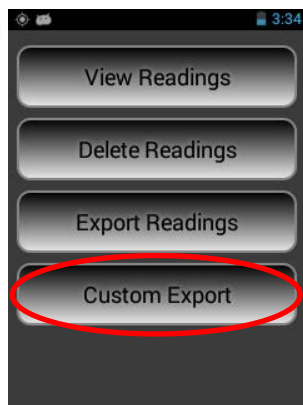 3:34
View Readings
Delete Readings
Export Readings
Custom Export